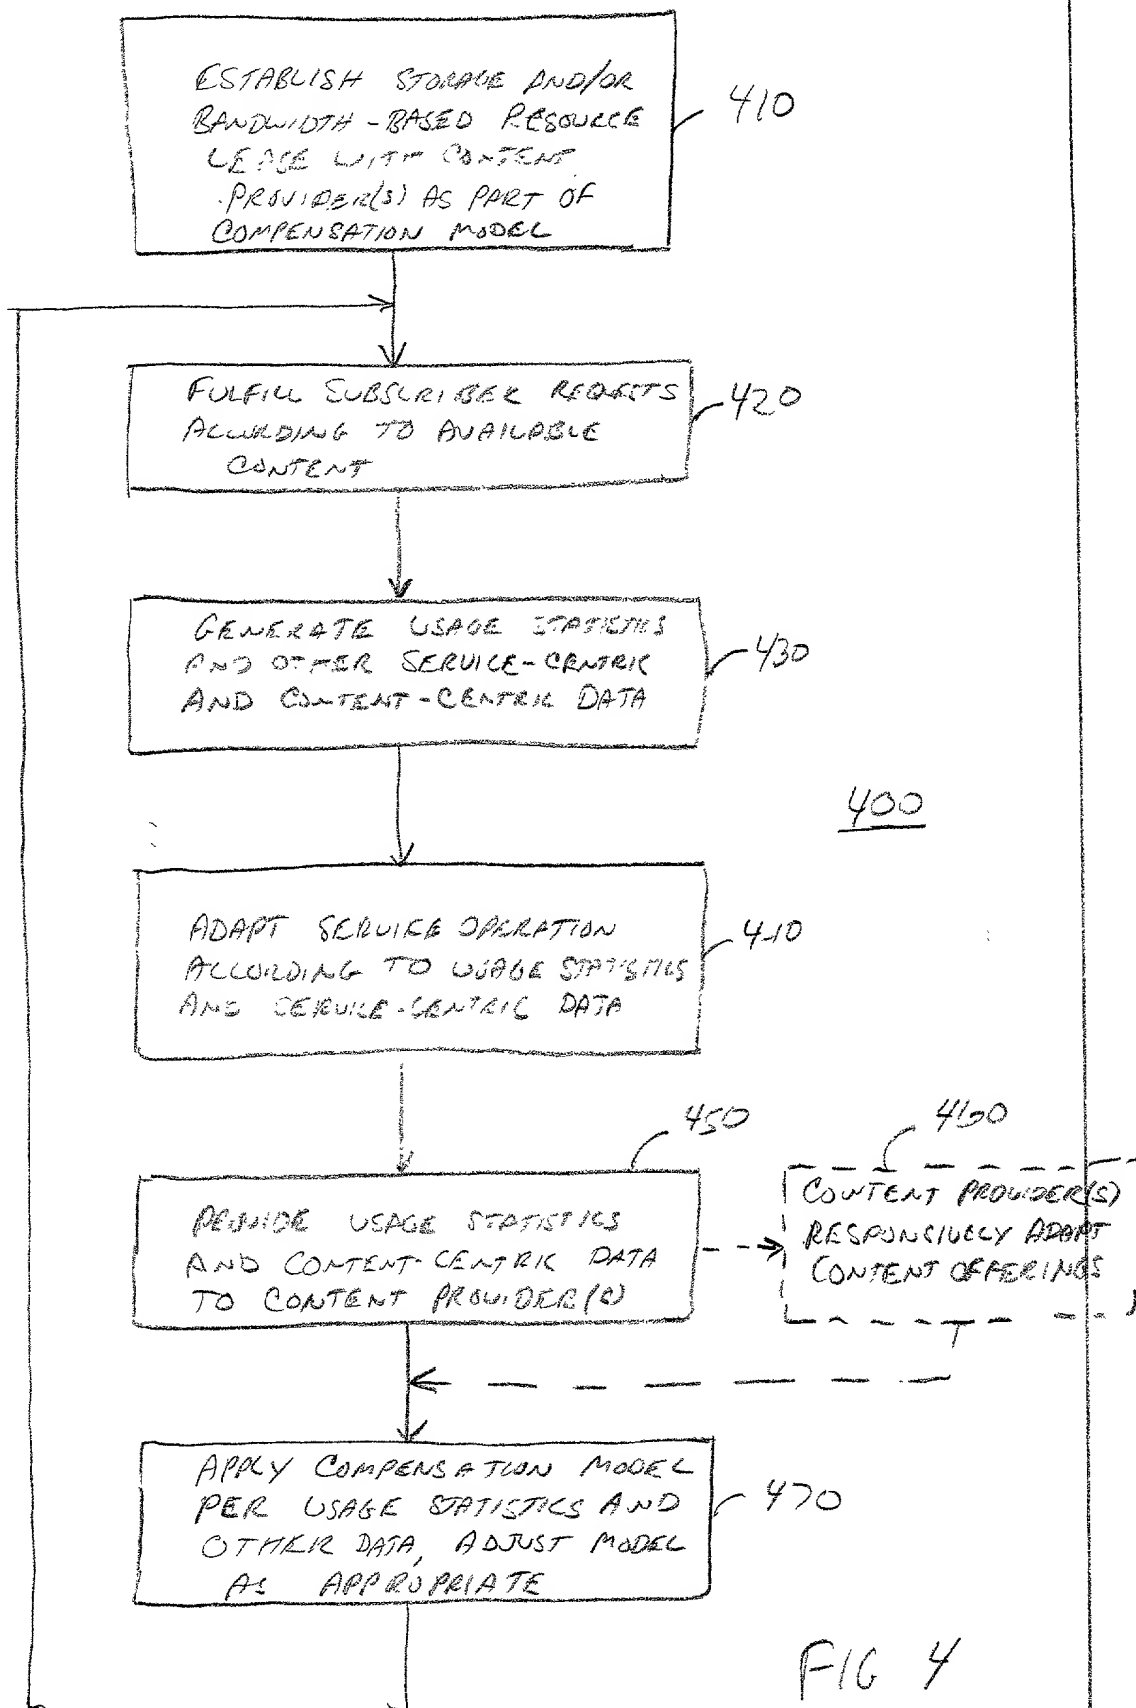 ESTABLISH STORAGE AND/OR
BANDWIDTH-BASED RESOURCE
LEASE WITH CONTENT
PROVIDER(S) AS PART OF
COMPENSATION MODEL
410
FULFILL SUBSCRIBER REQUESTS
ACCORDING TO AVAILABLE
CONTENT
420
GENERATE USAGE STATISTICS
AND OTHER SERVICE-CENTRIC
AND CONTENT-CENTRIC DATA
430
400
ADAPT SERVICE OPERATION
ACCORDING TO USAGE STATISTICS
AND SERVICE-CENTRIC DATA
410
450
460
PROVIDE USAGE STATISTICS
AND CONTENT-CENTRIC DATA
TO CONTENT PROVIDER(S)
CONTENT PROVIDER(S)
RESPONSIVELY ADAPT
CONTENT OFFERINGS
APPLY COMPENSATION MODEL
PER USAGE STATISTICS AND
OTHER DATA, ADJUST MODEL
AS APPROPRIATE
470
FIG 4